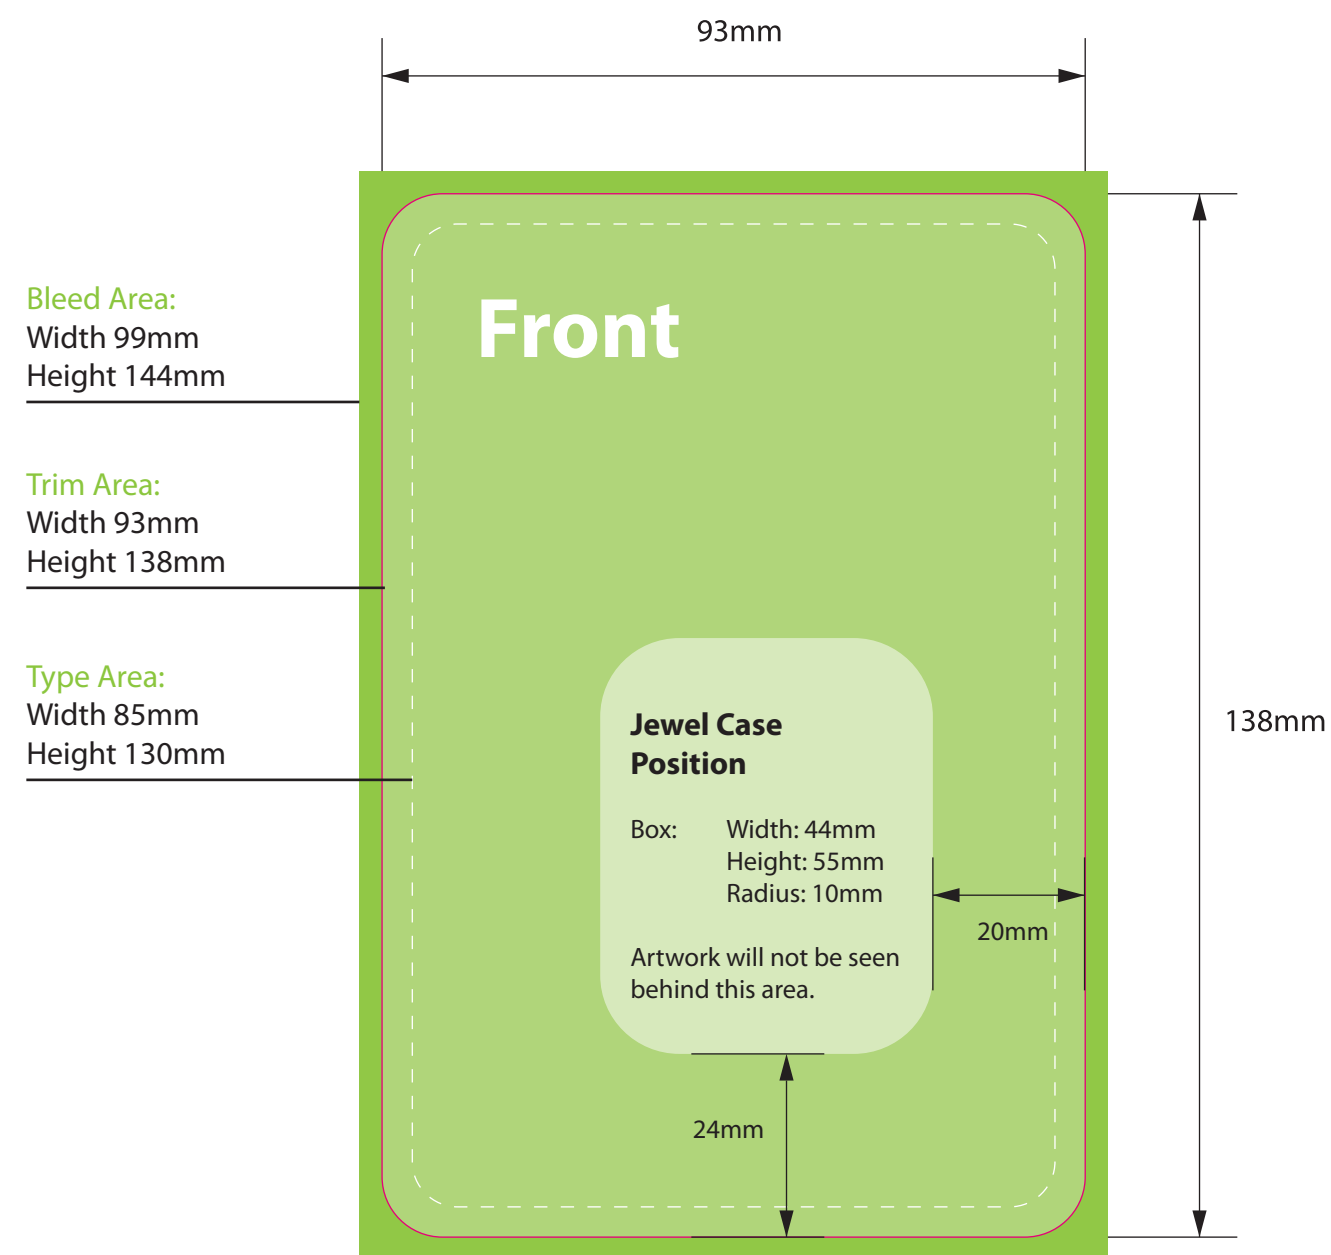 93mm
Bleed Area:
Width 99mm
Height 144mm
Trim Area:
Width 93mm
Height 138mm
Type Area:
Width 85mm
Height 130mm
Front
Jewel Case
Position
Box: Width: 44mm
Height: 55mm
Radius: 10mm
Artwork will not be seen
behind this area.
20mm
24mm
138mm